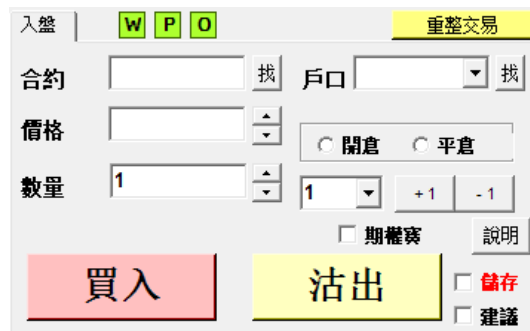 入盤 W P O 重整交易
合約 找 戶口 找
價格 開倉 平倉
數量 1 1 +1 -1
期權寶 說明
買入 沽出 儲存
建議